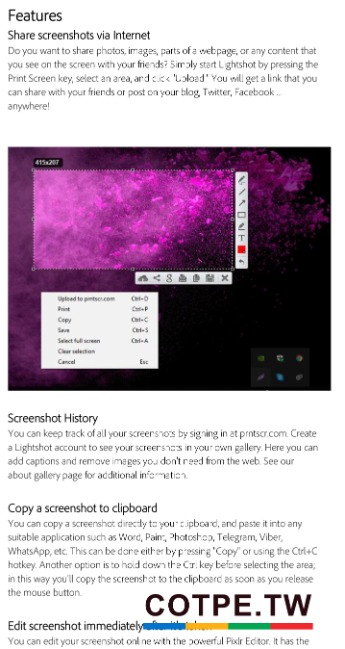 Features
Share screenshots via Internet
Do you want to share photos, images, parts of a webpage, or any content that
you see on the screen with your friends? Simply start Lightshot by pressing the
Print Screen key, select an area, and click "Upload." You will get a link that you
can share with your friends or post on your blog, Twitter, Facebook ...
anywhere!
415x207
Upload to prntscr.com Ctrl+D
Print Ctrl+P
Copy Ctrl+C
Save Ctrl+S
Select full screen Ctrl+A
Clear selection
Cancel Esc
Screenshot History
You can keep track of all your screenshots by signing in at prntscr.com. Create
a Lightshot account to see your screenshots in your own gallery. Here you can
add captions and remove images you don't need from the web. See our
about gallery page for additional information.
Copy a screenshot to clipboard
You can copy a screenshot directly to your clipboard, and paste it into any
suitable application such as Word, Paint, Photoshop, Telegram, Viber,
WhatsApp, etc. This can be done either by pressing "Copy" or using the Ctrl+C
hotkey. Another option is to hold down the Ctrl key before selecting the area;
in this way you'll copy the screenshot to the clipboard as soon as you release
the mouse button.
COTPE.TW
Edit screenshot immediately
You can edit your screenshot online with the powerful Pixlr Editor. It has the